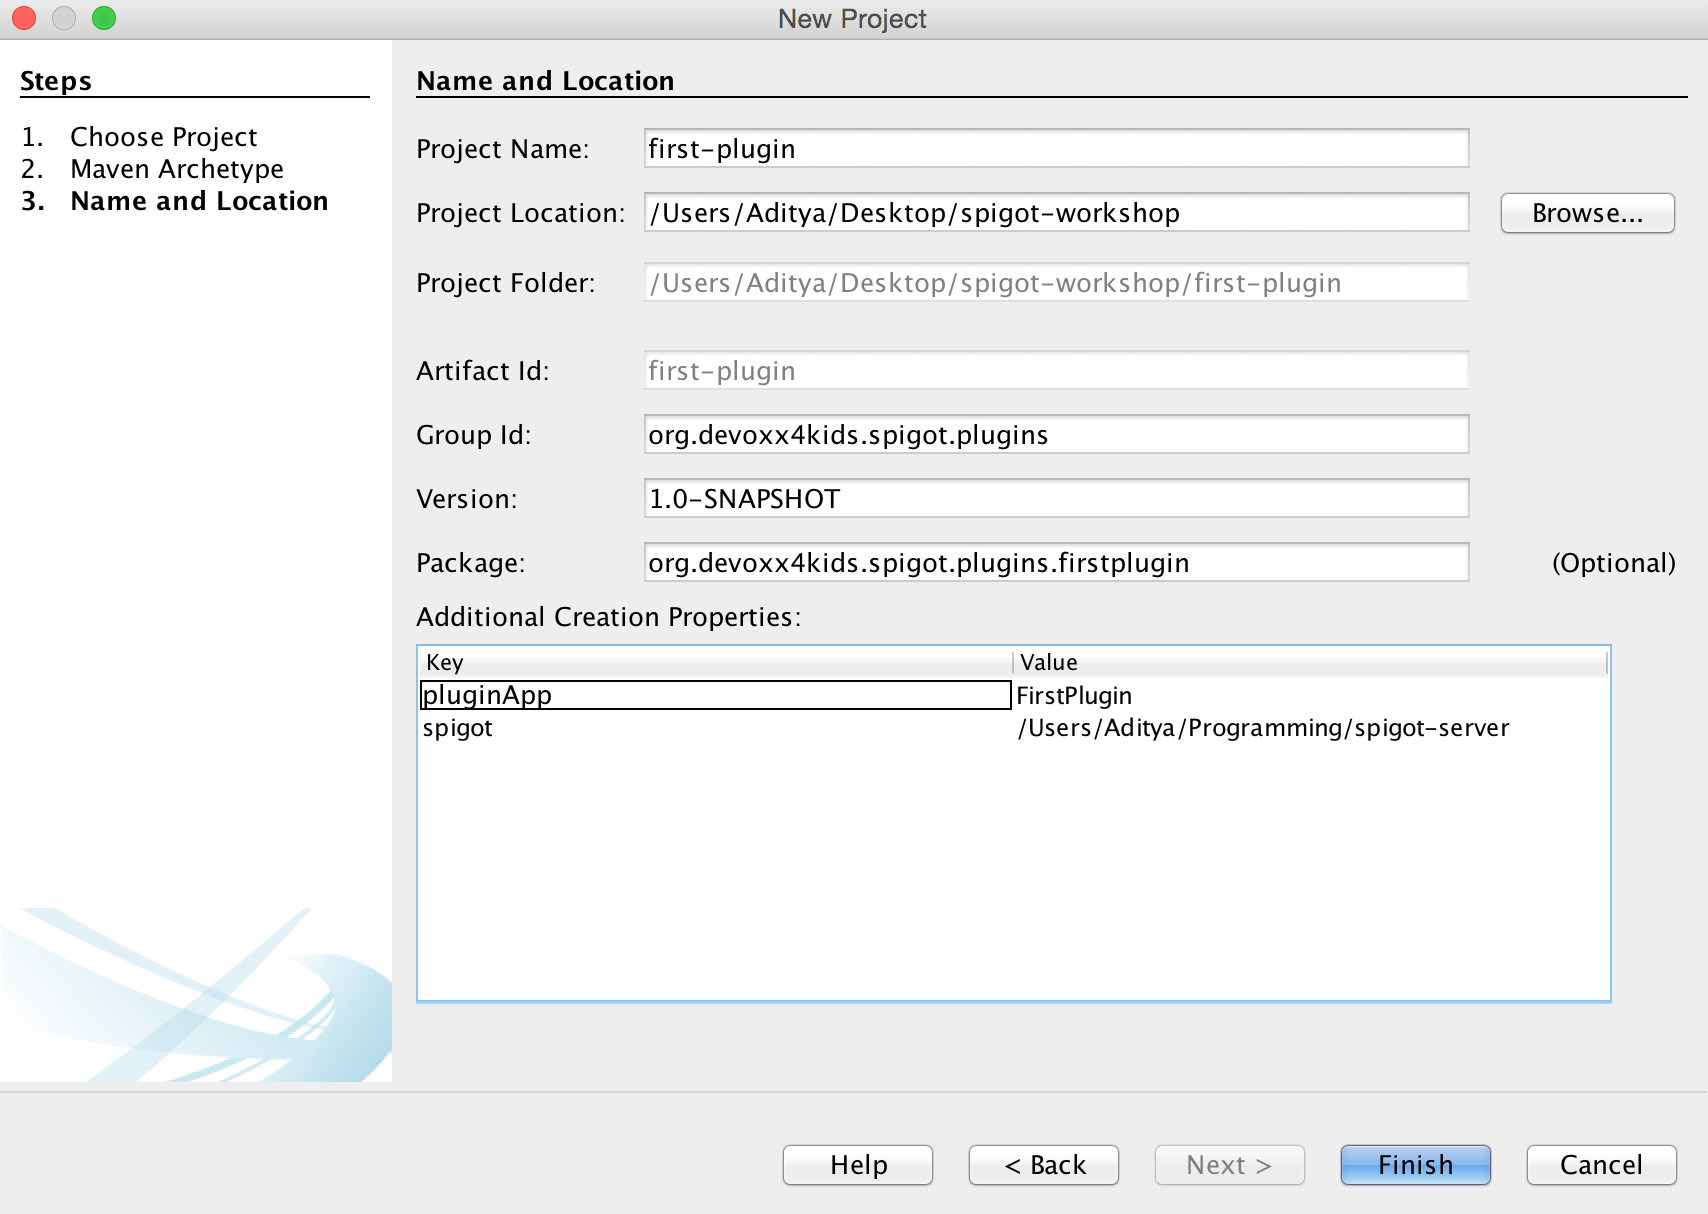 New Project
Steps
1. Choose Project
2. Maven Archetype
3. Name and Location
Name and Location
Project Name: first-plugin
Project Location: /Users/Aditya/Desktop/spigot-workshop Browse...
Project Folder: /Users/Aditya/Desktop/spigot-workshop/first-plugin
Artifact Id: first-plugin
Group Id: org.devoxx4kids.spigot.plugins
Version: 1.0-SNAPSHOT
Package: org.devoxx4kids.spigot.plugins.firstplugin (Optional)
Additional Creation Properties:
Key Value
pluginApp FirstPlugin
spigot /Users/Aditya/Programming/spigot-server
Help < Back Next > Finish Cancel